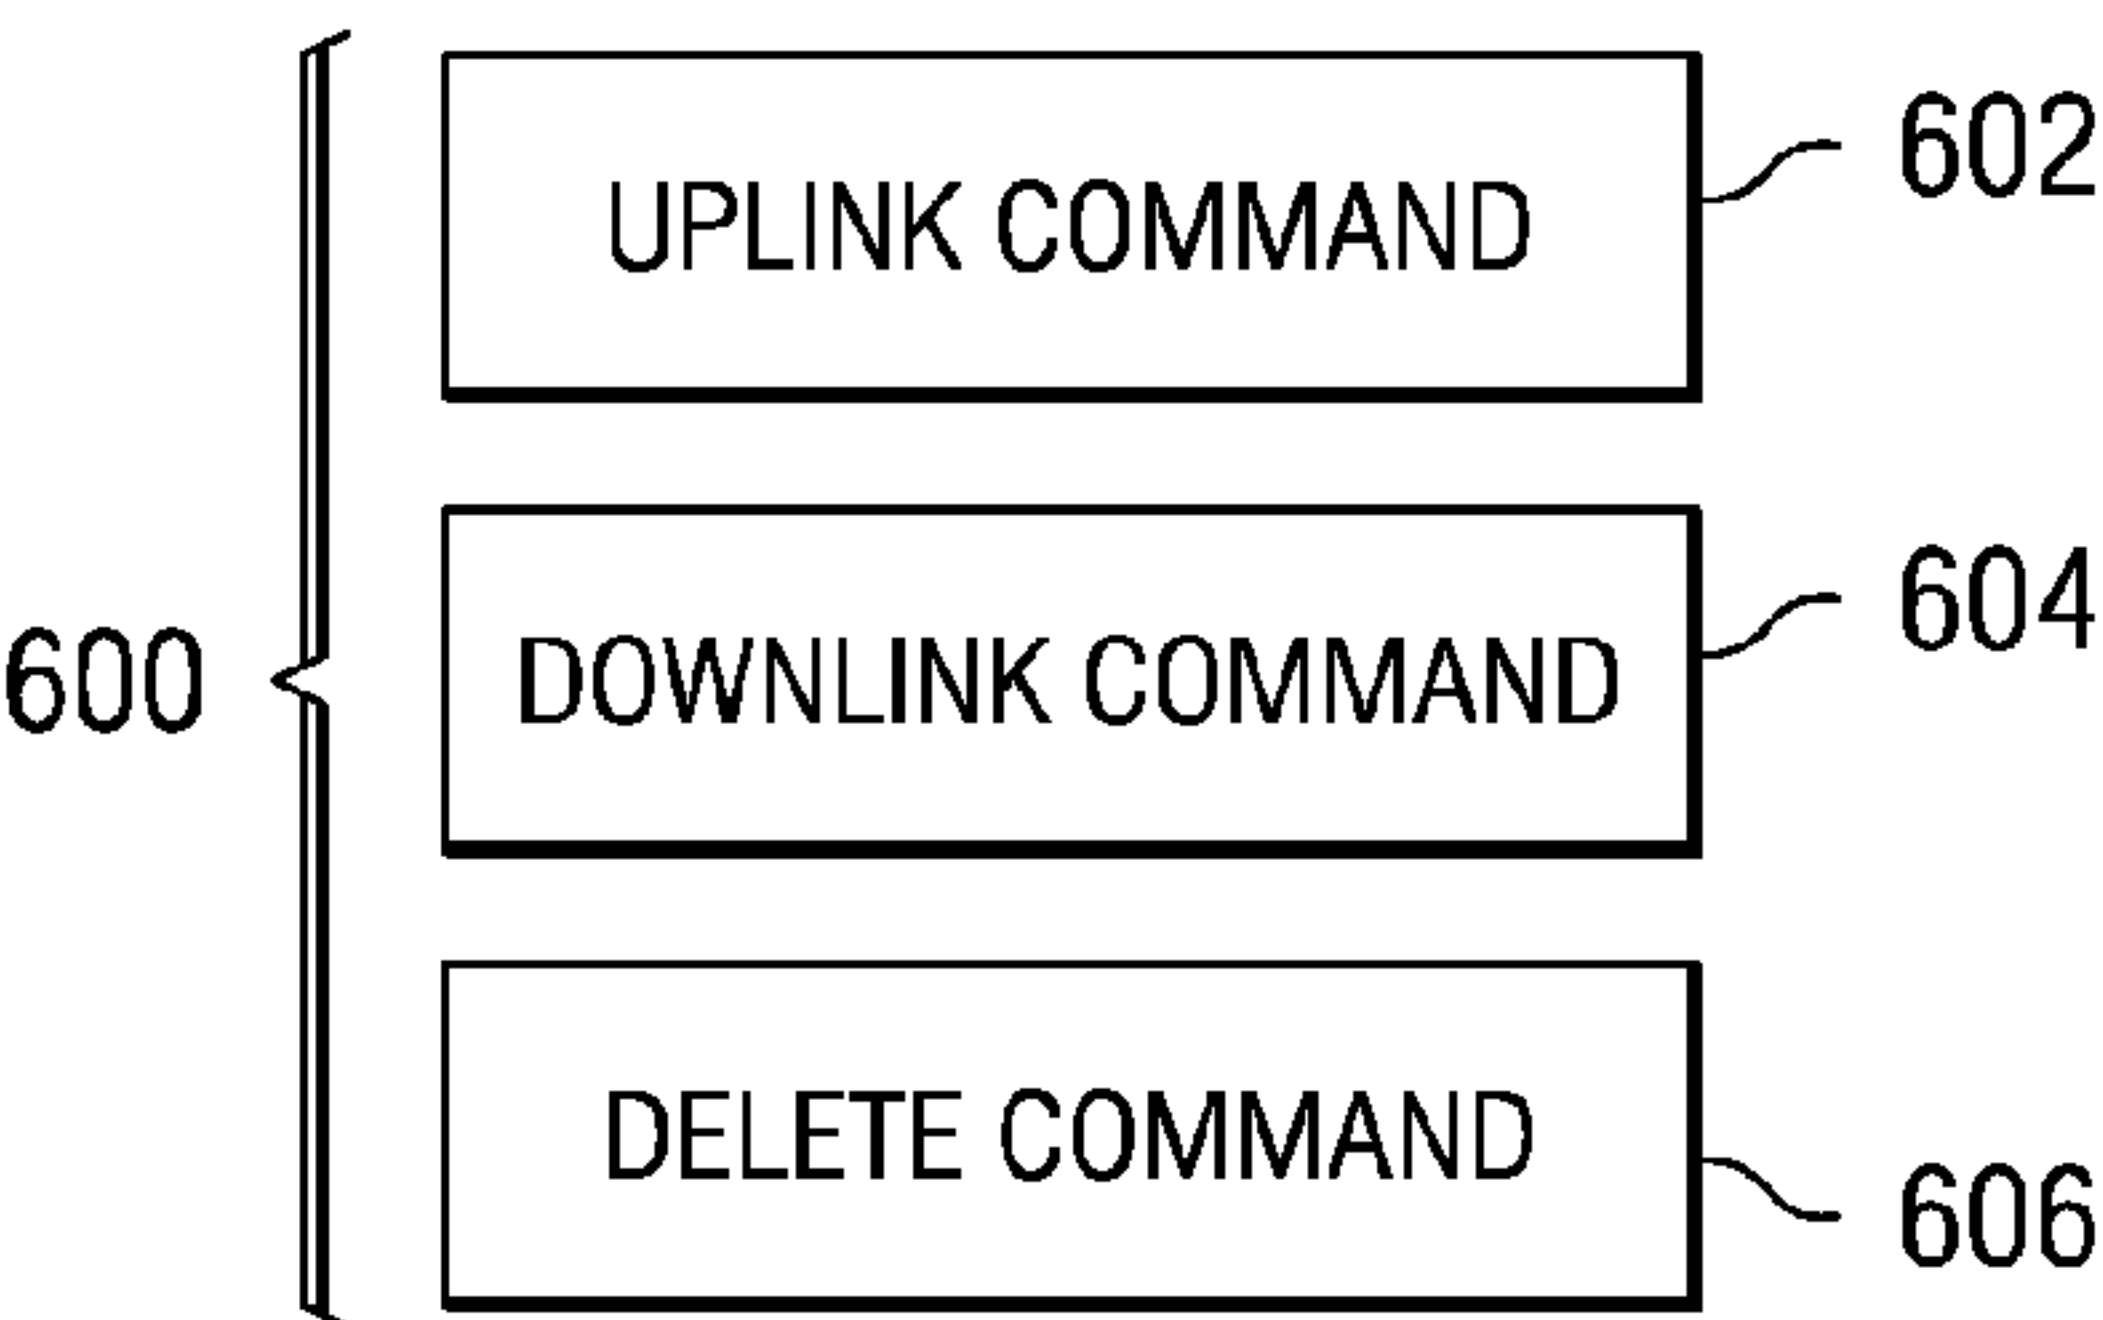 UPLINK COMMAND
602
600
DOWNLINK COMMAND
604
DELETE COMMAND
606